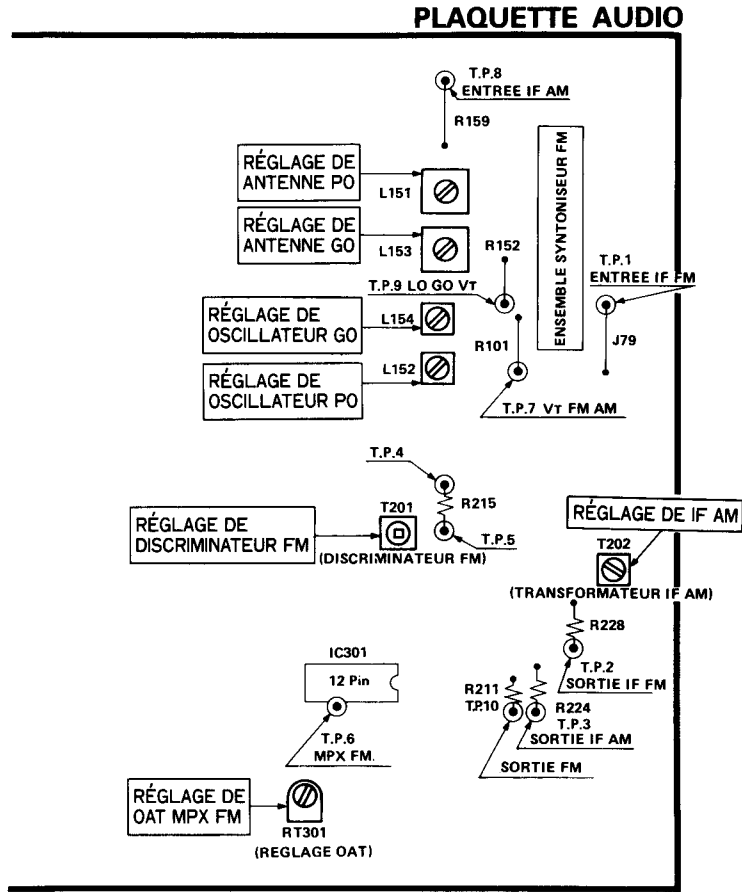 PLAQUETTE AUDIO
T.P.8
ENTREE IF AM
R159
RÉGLAGE DE
ANTENNE PO
L151
RÉGLAGE DE
ANTENNE GO
L153
R152
ENSEMBLE SYNTONISEUR FM
T.P.1
ENTREE IF FM
T.P.9 LO GO VT
RÉGLAGE DE
OSCILLATEUR GO
L154
R101
J79
RÉGLAGE DE
OSCILLATEUR PO
L152
T.P.7 VT FM AM
T.P.4
R215
T.P.5
T201
RÉGLAGE DE
DISCRIMINATEUR FM
(DISCRIMINATEUR FM)
RÉGLAGE DE IF AM
T202
(TRANSFORMATEUR IF AM)
R228
T.P.2
SORTIE IF FM
IC301
12 Pin
T.P.6
MPX FM.
R211
T.P.10
R224
T.P.3
SORTIE IF AM
SORTIE FM
RÉGLAGE DE
OAT MPX FM
RT301
(REGLAGE OAT)